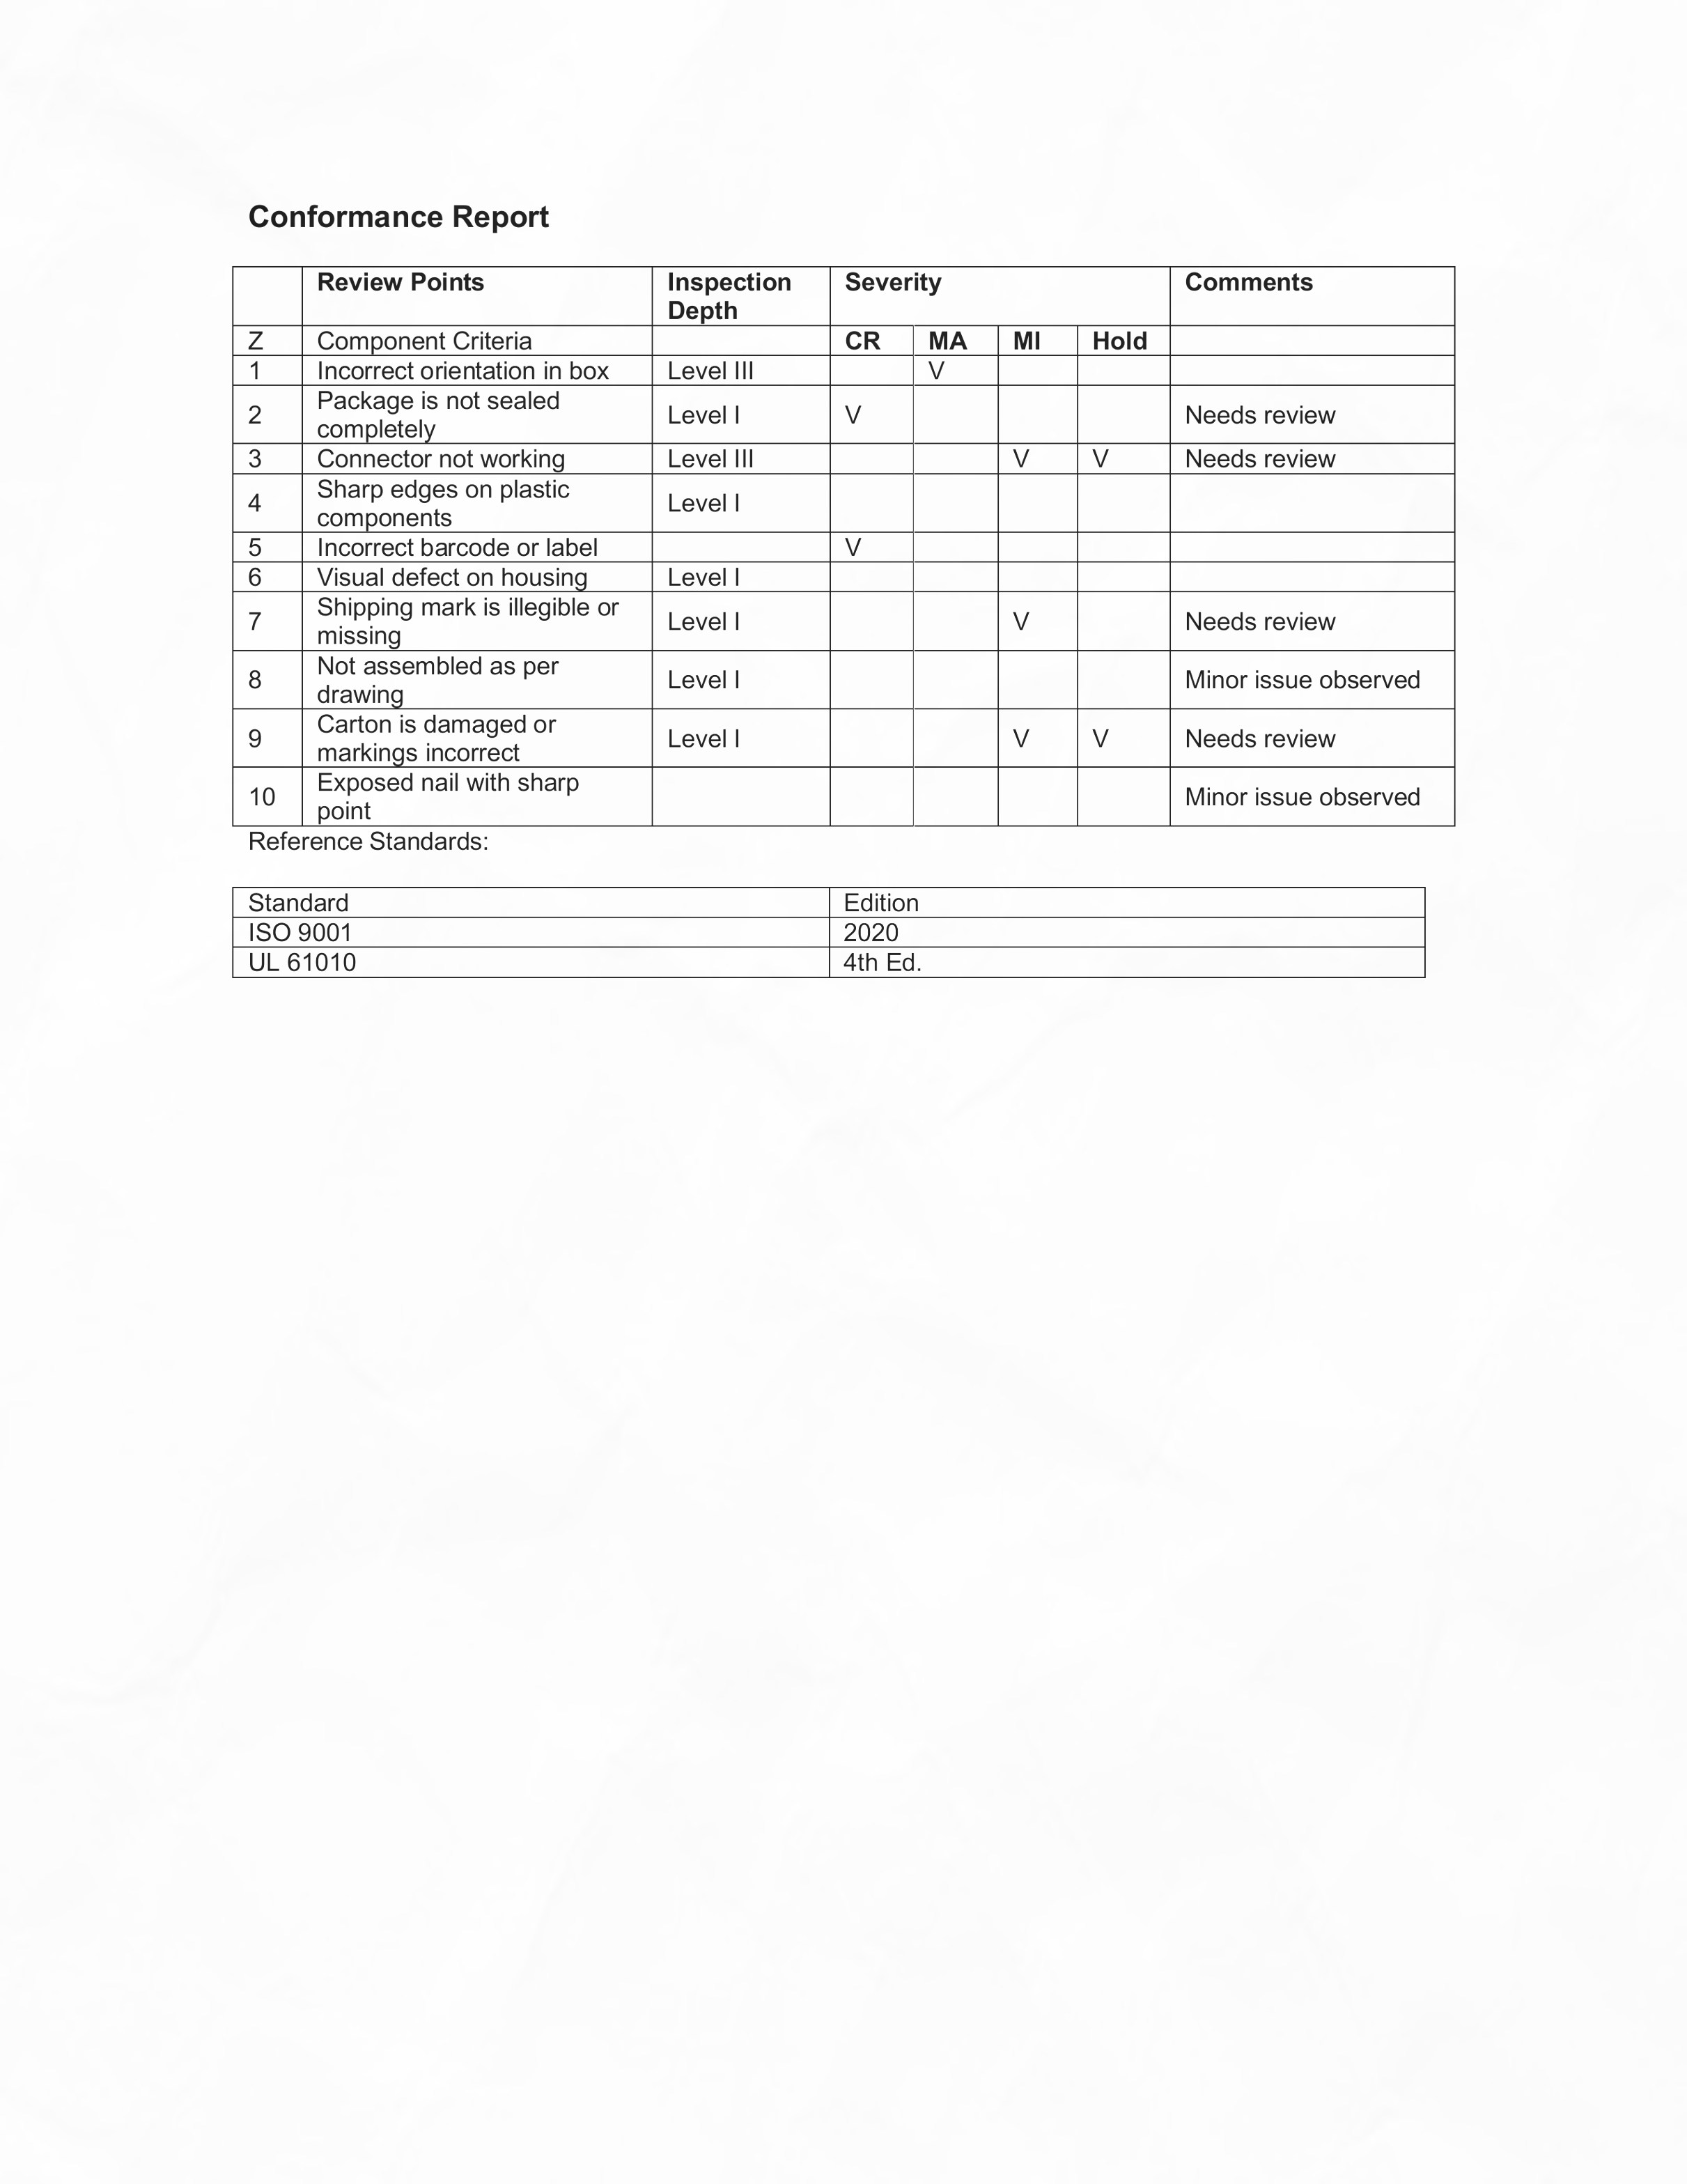 Conformance Report
Review Points Inspection Depth Severity Comments
Z Component Criteria CR MA MI Hold
1 Incorrect orientation in box Level III V
2 Package is not sealed completely Level I V Needs review
3 Connector not working Level III V V Needs review
4 Sharp edges on plastic components Level I
5 Incorrect barcode or label V
6 Visual defect on housing Level I
7 Shipping mark is illegible or missing Level I V Needs review
8 Not assembled as per drawing Level I Minor issue observed
9 Carton is damaged or markings incorrect Level I V V Needs review
10 Exposed nail with sharp point Minor issue observed
Reference Standards:
Standard Edition
ISO 9001 2020
UL 61010 4th Ed.